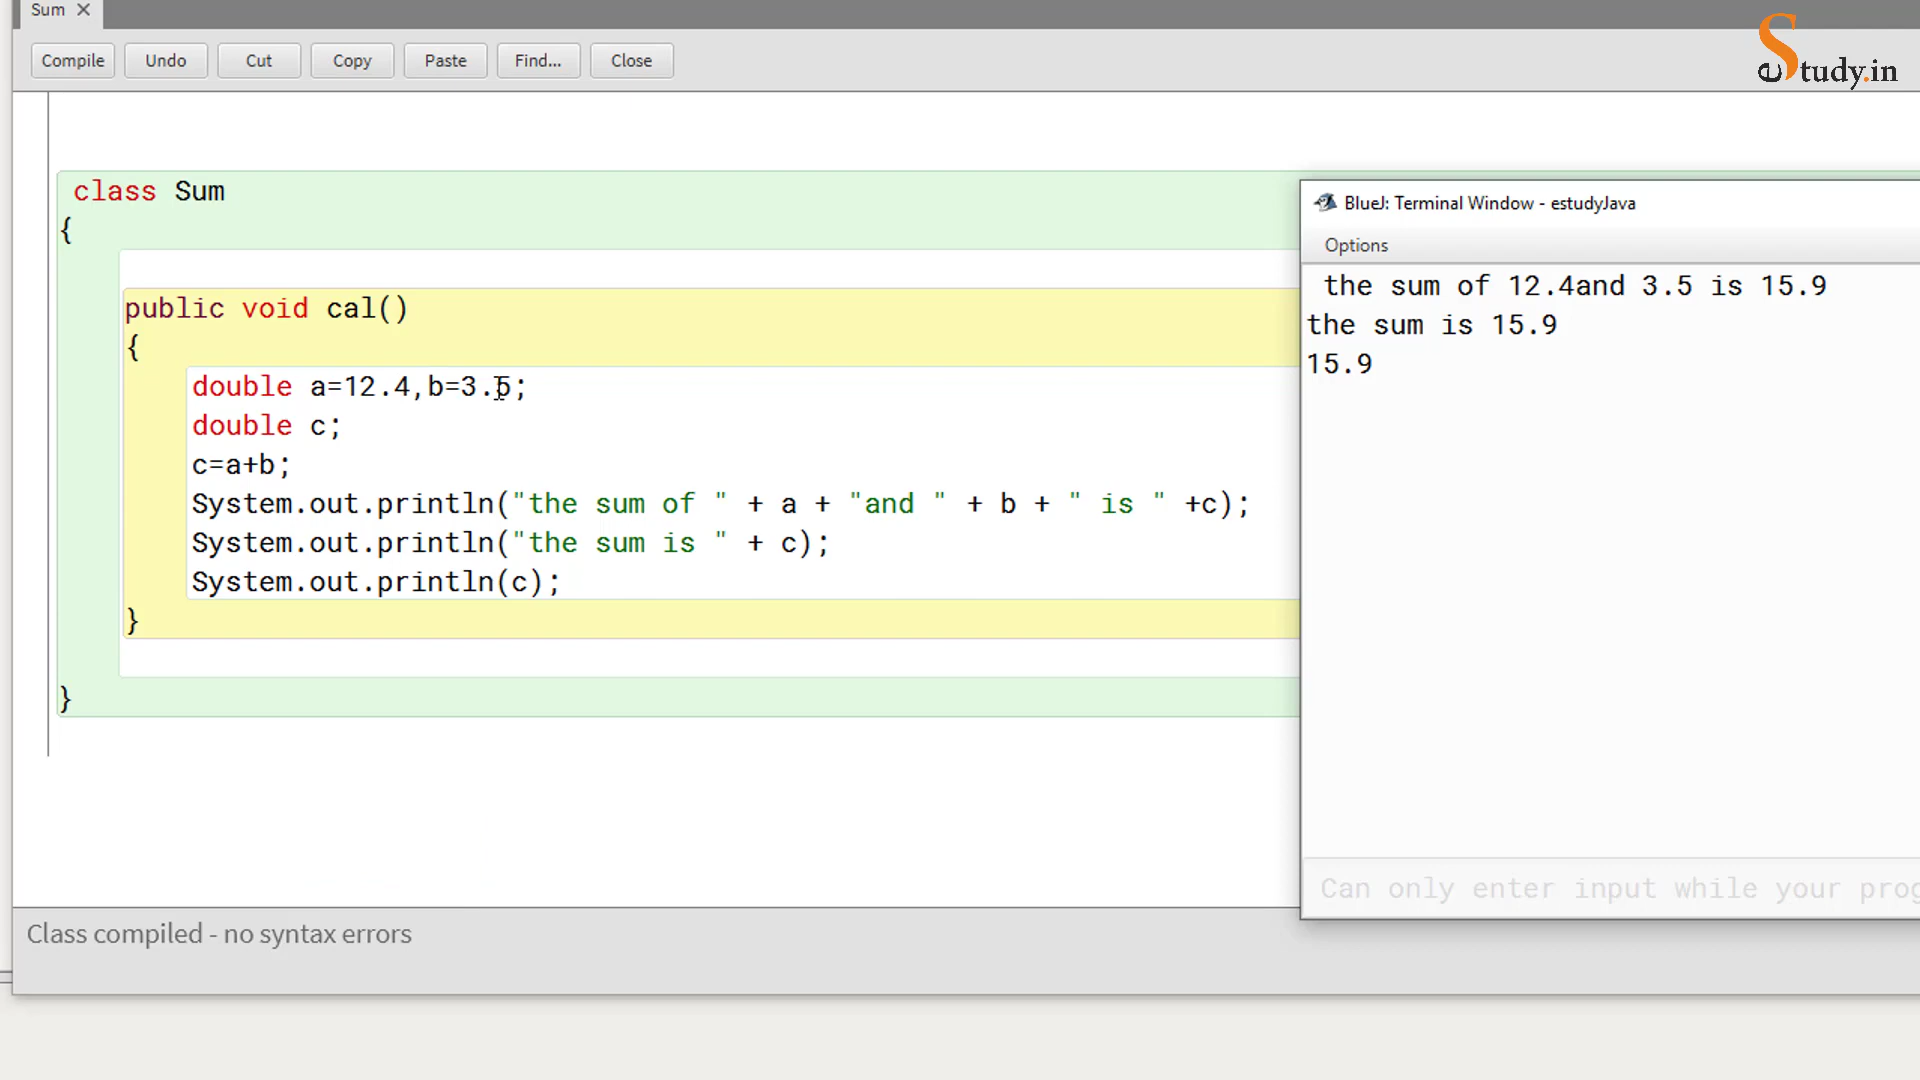 Sum ×
Compile Undo Cut Copy Paste Find... Close
eStudy.in
class Sum
{
public void cal()
{
double a=12.4,b=3.5;
double c;
c=a+b;
System.out.println("the sum of " + a + "and " + b + " is " +c);
System.out.println("the sum is " + c);
System.out.println(c);
}
}
Class compiled - no syntax errors
BlueJ: Terminal Window - estudyJava
Options
the sum of 12.4and 3.5 is 15.9
the sum is 15.9
15.9
Can only enter input while your prog